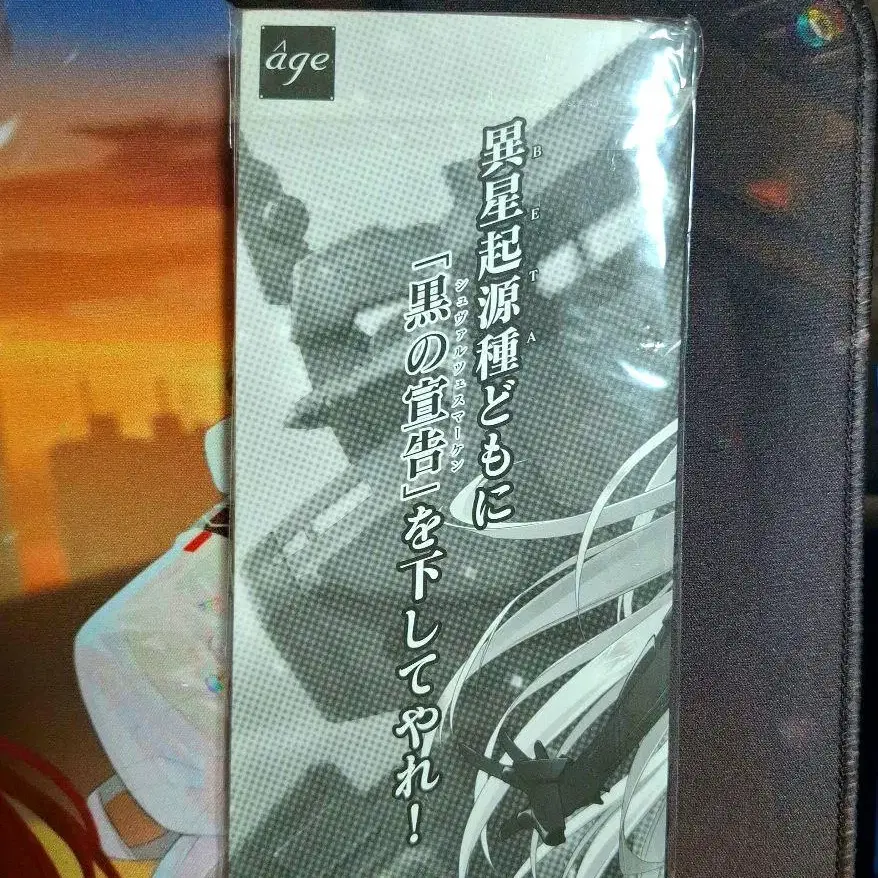 âge
異星起源種どもに
BETA
「黒の宣告」を下してやれ!
シュヴァルツェスマーケン